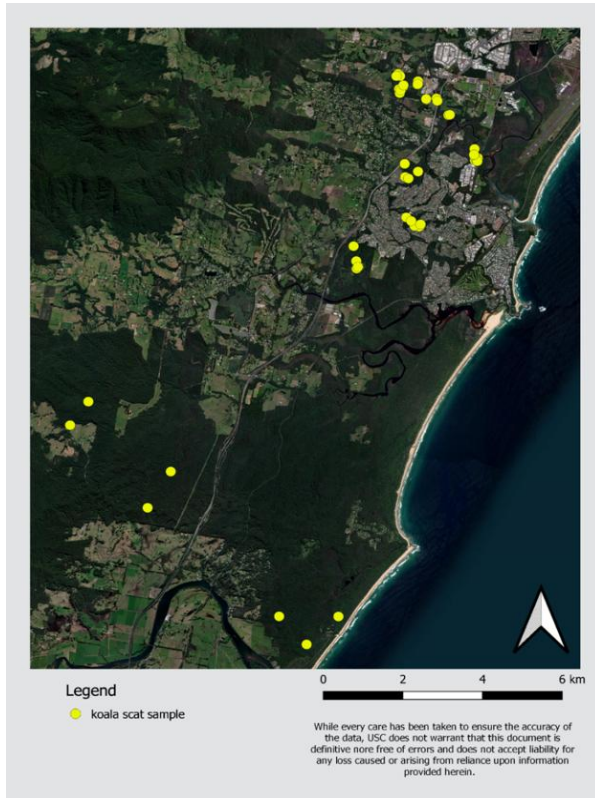 0 2 4 6 km
Legend
koala scat sample
While every care has been taken to ensure the accuracy of
the data, USC does not warrant that this document is
definitive nore free of errors and does not accept liability for
any loss caused or arising from reliance upon information
provided herein.